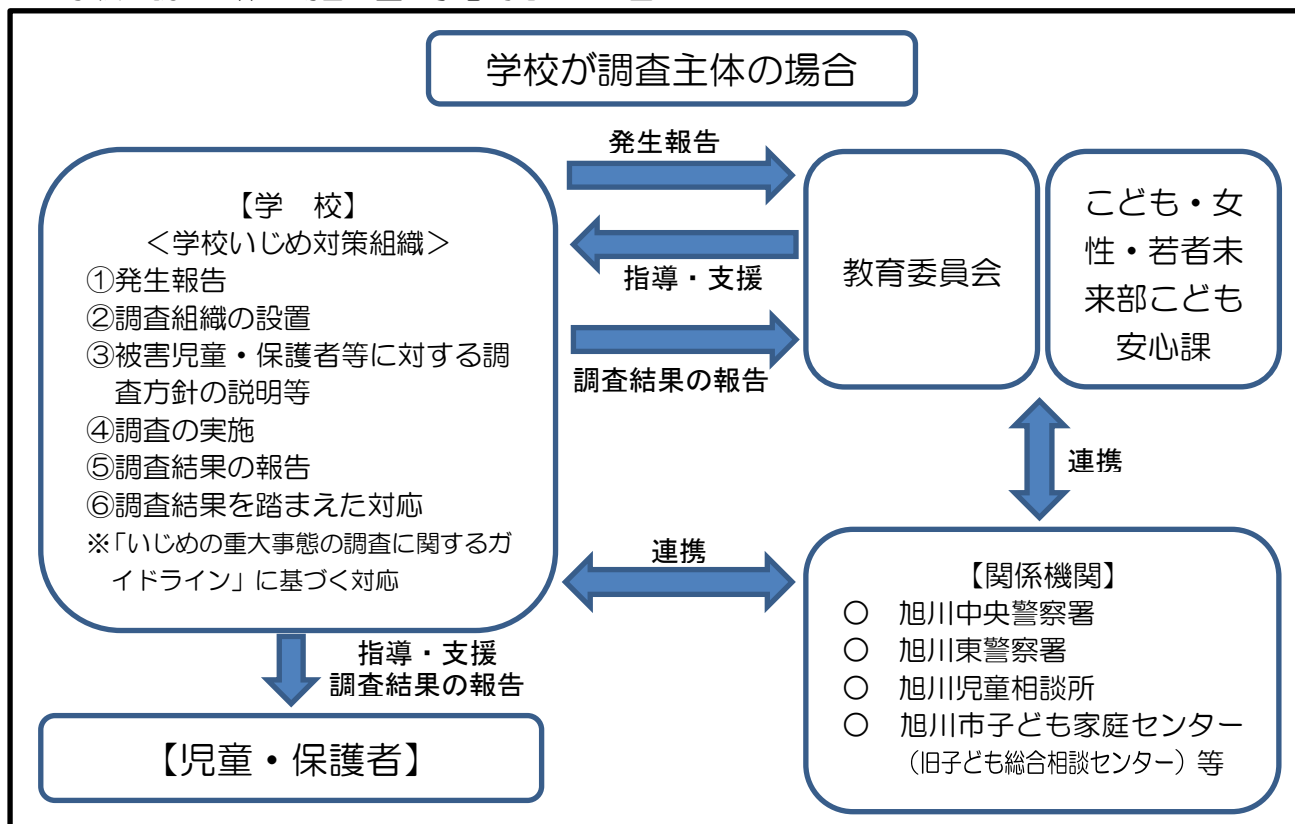 学校が調査主体の場合
発生報告
【学　校】
＜学校いじめ対策組織＞
①発生報告
②調査組織の設置
③被害児童・保護者等に対する調
査方針の説明等
④調査の実施
⑤調査結果の報告
⑥調査結果を踏まえた対応
※「いじめの重大事態の調査に関するガ
イドライン」に基づく対応
指導・支援
調査結果の報告
教育委員会
こども・女
性・若者未
来部こども
安心課
連携
連携
【関係機関】
○　旭川中央警察署
○　旭川東警察署
○　旭川児童相談所
○　旭川市子ども家庭センター
（旧子ども総合相談センター）等
指導・支援
調査結果の報告
【児童・保護者】